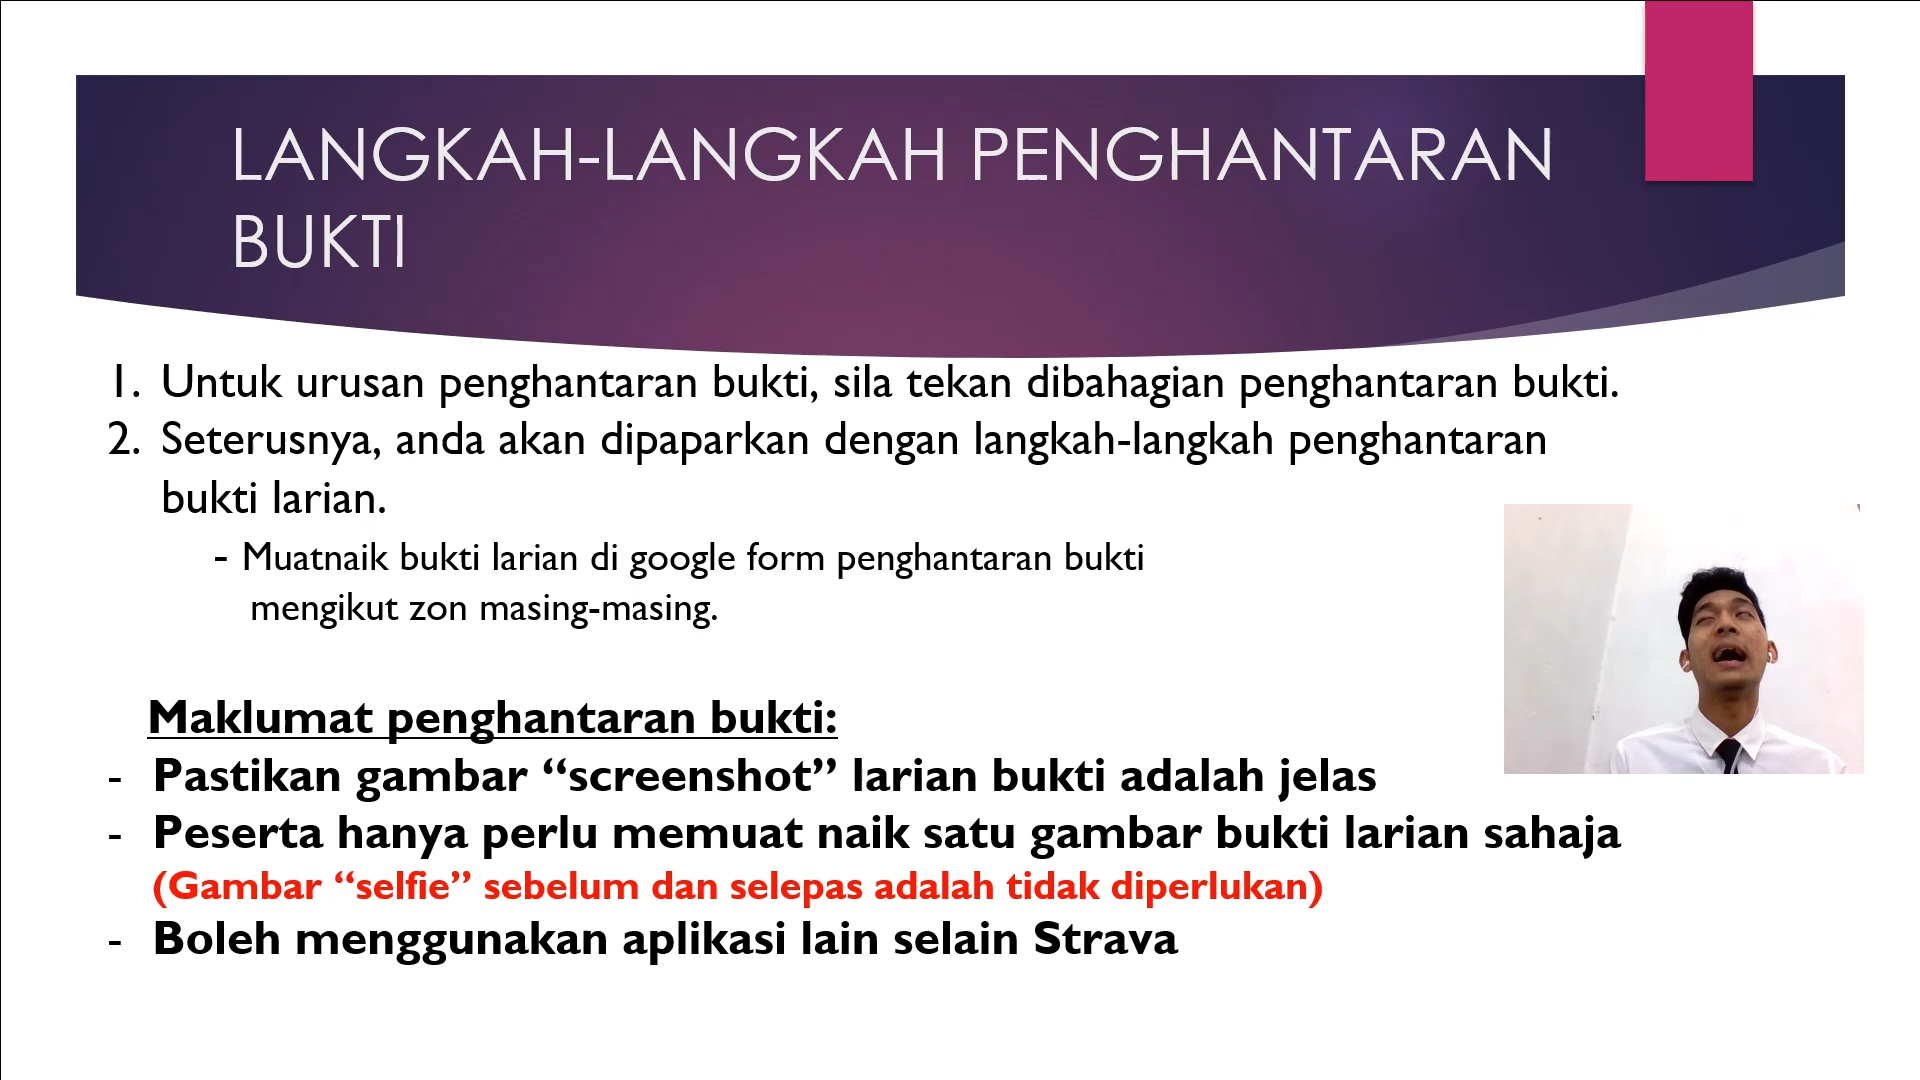 LANGKAH-LANGKAH PENGHANTARAN
BUKTI
1. Untuk urusan penghantaran bukti, sila tekan dibahagian penghantaran bukti.
2. Seterusnya, anda akan dipaparkan dengan langkah-langkah penghantaran
bukti larian.
- Muatnaik bukti larian di google form penghantaran bukti
mengikut zon masing-masing.
Maklumat penghantaran bukti:
- Pastikan gambar “screenshot” larian bukti adalah jelas
- Peserta hanya perlu memuat naik satu gambar bukti larian sahaja
(Gambar “selfie” sebelum dan selepas adalah tidak diperlukan)
- Boleh menggunakan aplikasi lain selain Strava